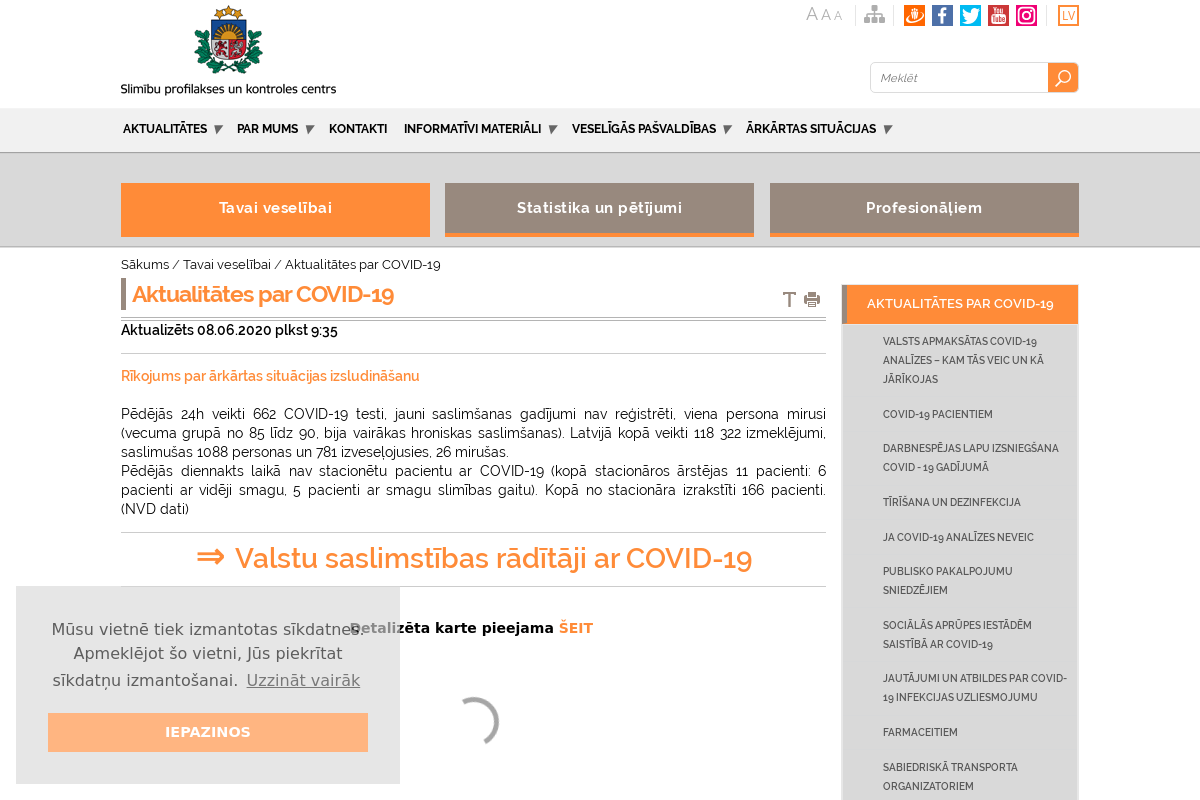 A A A
You
Tube
LV
Slimību profilakses un kontroles centrs
Meklēt
AKTUALITĀTES
PAR MUMS
KONTAKTI
INFORMATĪVI MATERIĀLI
VESELĪGĀS PAŠVALDĪBAS
ĀRKĀRTAS SITUĀCIJAS
Tavai veselībai
Statistika un pētījumi
Profesionāļiem
Sākums / Tavai veselībai / Aktualitātes par COVID-19
Aktualitātes par COVID-19
Aktualizēts 08.06.2020 plkst 9:35
Rīkojums par ārkārtas situācijas izsludināšanu
Pēdējās 24h veikti 662 COVID-19 testi, jauni saslimšanas gadījumi nav reģistrēti, viena persona mirusi
(vecuma grupā no 85 līdz 90, bija vairākas hroniskas saslimšanas). Latvijā kopā veikti 118 322 izmeklējumi,
saslimušas 1088 personas un 781 izveseļojusies, 26 mirušas.
Pēdējās diennakts laikā nav stacionētu pacientu ar COVID-19 (kopā stacionāros ārstējas 11 pacienti: 6
pacienti ar vidēji smagu, 5 pacienti ar smagu slimības gaitu). Kopā no stacionāra izrakstīti 166 pacienti.
(NVD dati)
⇒ Valstu saslimstības rādītāji ar COVID-19
Detalizēta karte pieejama ŠEIT
Mūsu vietnē tiek izmantotas sīkdatnes.
Apmeklējot šo vietni, Jūs piekrītat
sīkdatņu izmantošanai. Uzzināt vairāk
IEPAZINOS
AKTUALITĀTES PAR COVID-19
VALSTS APMAKSĀTAS COVID-19
ANALĪZES – KAM TĀS VEIC UN KĀ
JĀRĪKOJAS
COVID-19 PACIENTIEM
DARBNESPĒJAS LAPU IZSNIEGŠANA
COVID - 19 GADĪJUMĀ
TĪRĪŠANA UN DEZINFEKCIJA
JA COVID-19 ANALĪZES NEVEIC
PUBLISKO PAKALPOJUMU
SNIEDZĒJIEM
SOCIĀLĀS APRŪPES IESTĀDĒM
SAISTĪBĀ AR COVID-19
JAUTĀJUMI UN ATBILDES PAR COVID-
19 INFEKCIJAS UZLIESMOJUMU
FARMACEITIEM
SABIEDRISKĀ TRANSPORTA
ORGANIZATORIEM